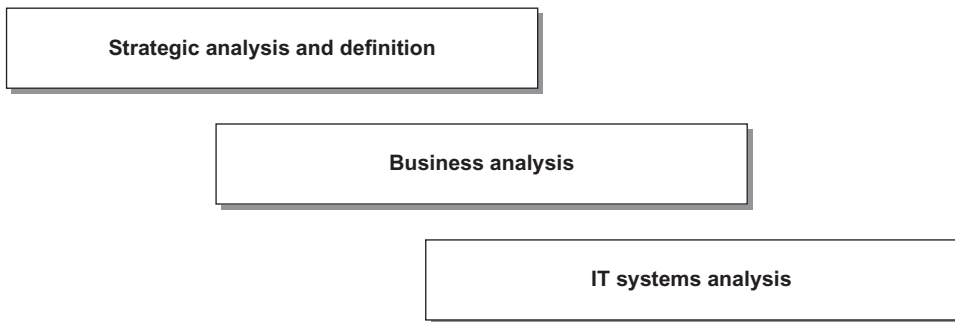 Strategic analysis and definition
Business analysis
IT systems analysis